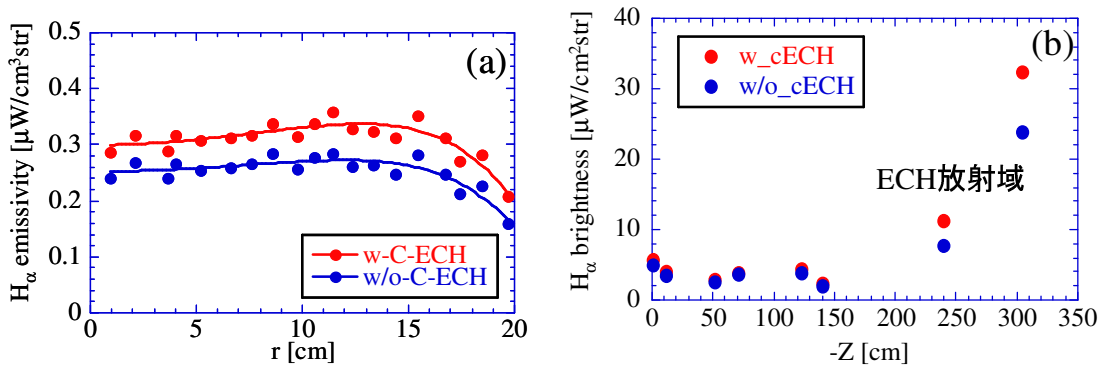 (a)
H_α emissivity [μW/cm3str]
0.5
0.4
0.3
0.2
0.1
0
w-C-ECH
w/o-C-ECH
0
5
10
15
20
r [cm]
(b)
H_α brightness [μW/cm²str]
40
30
20
10
0
w_cECH
w/o_cECH
ECH放射域
0
50
100
150
200
250
300
350
-Z [cm]